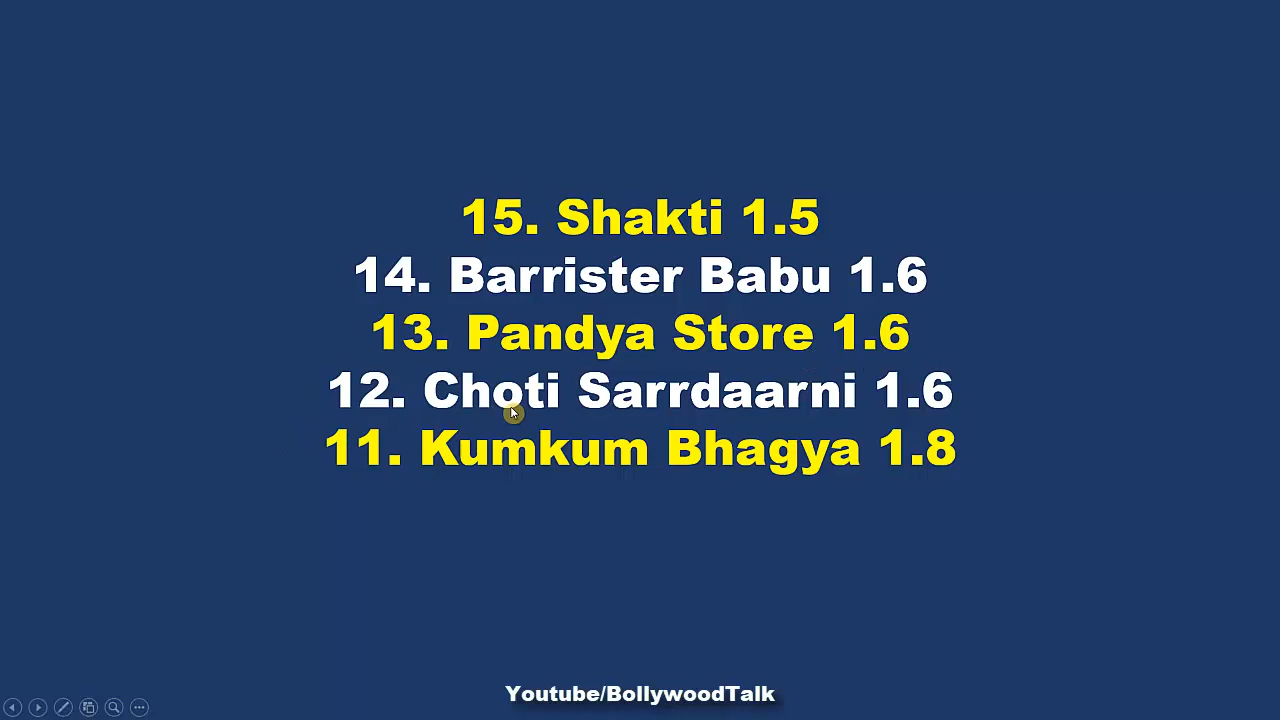 15. Shakti 1.5
14. Barrister Babu 1.6
13. Pandya Store 1.6
12. Choti Sarrdaarni 1.6
11. Kumkum Bhagya 1.8
Youtube/BollywoodTalk